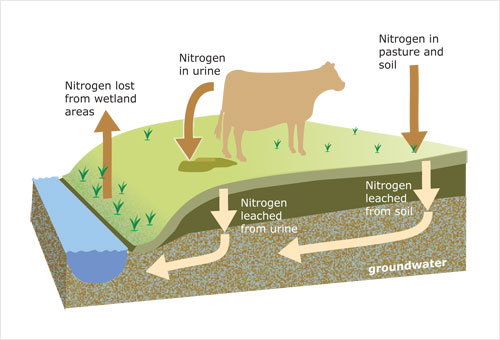 Nitrogen in
pasture and
soil
Nitrogen
in urine
Nitrogen lost
from wetland
areas
Nitrogen
leached
from urine
Nitrogen
leached
from soil
groundwater